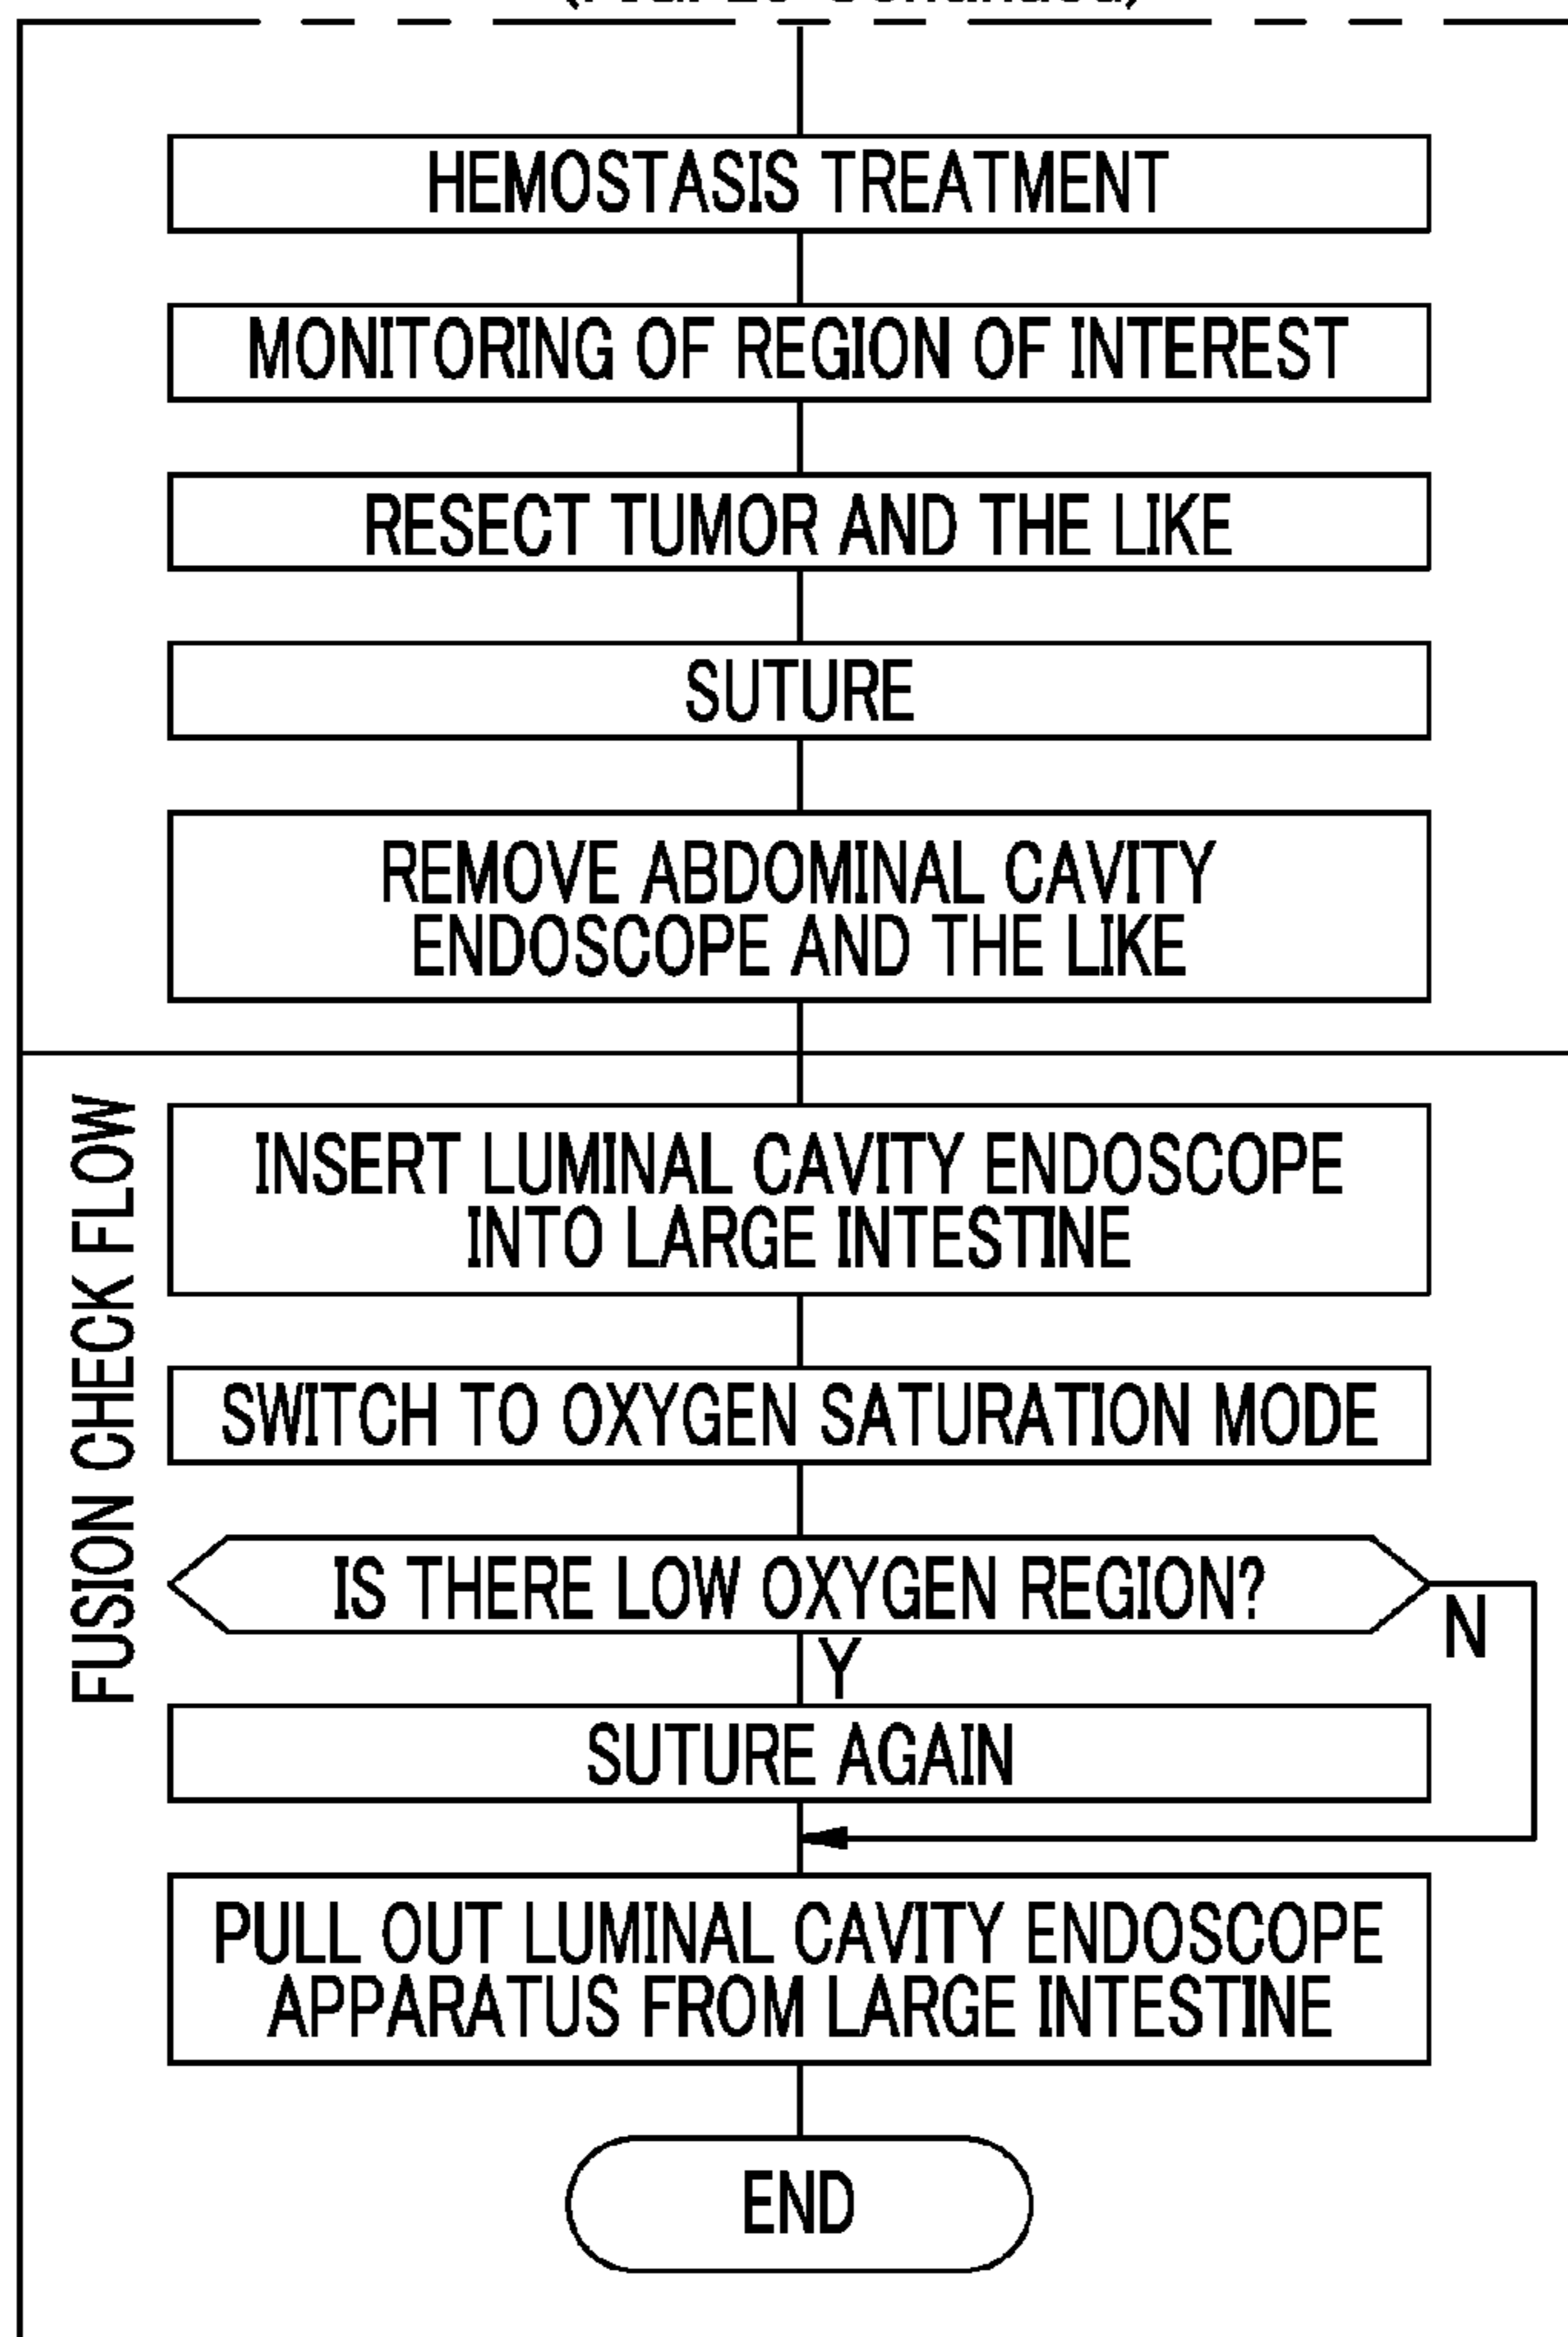 HEMOSTASIS TREATMENT
MONITORING OF REGION OF INTEREST
RESECT TUMOR AND THE LIKE
SUTURE
REMOVE ABDOMINAL CAVITY
ENDOSCOPE AND THE LIKE
FUSION CHECK FLOW
INSERT LUMINAL CAVITY ENDOSCOPE
INTO LARGE INTESTINE
SWITCH TO OXYGEN SATURATION MODE
IS THERE LOW OXYGEN REGION?
N
Y
SUTURE AGAIN
PULL OUT LUMINAL CAVITY ENDOSCOPE
APPARATUS FROM LARGE INTESTINE
END